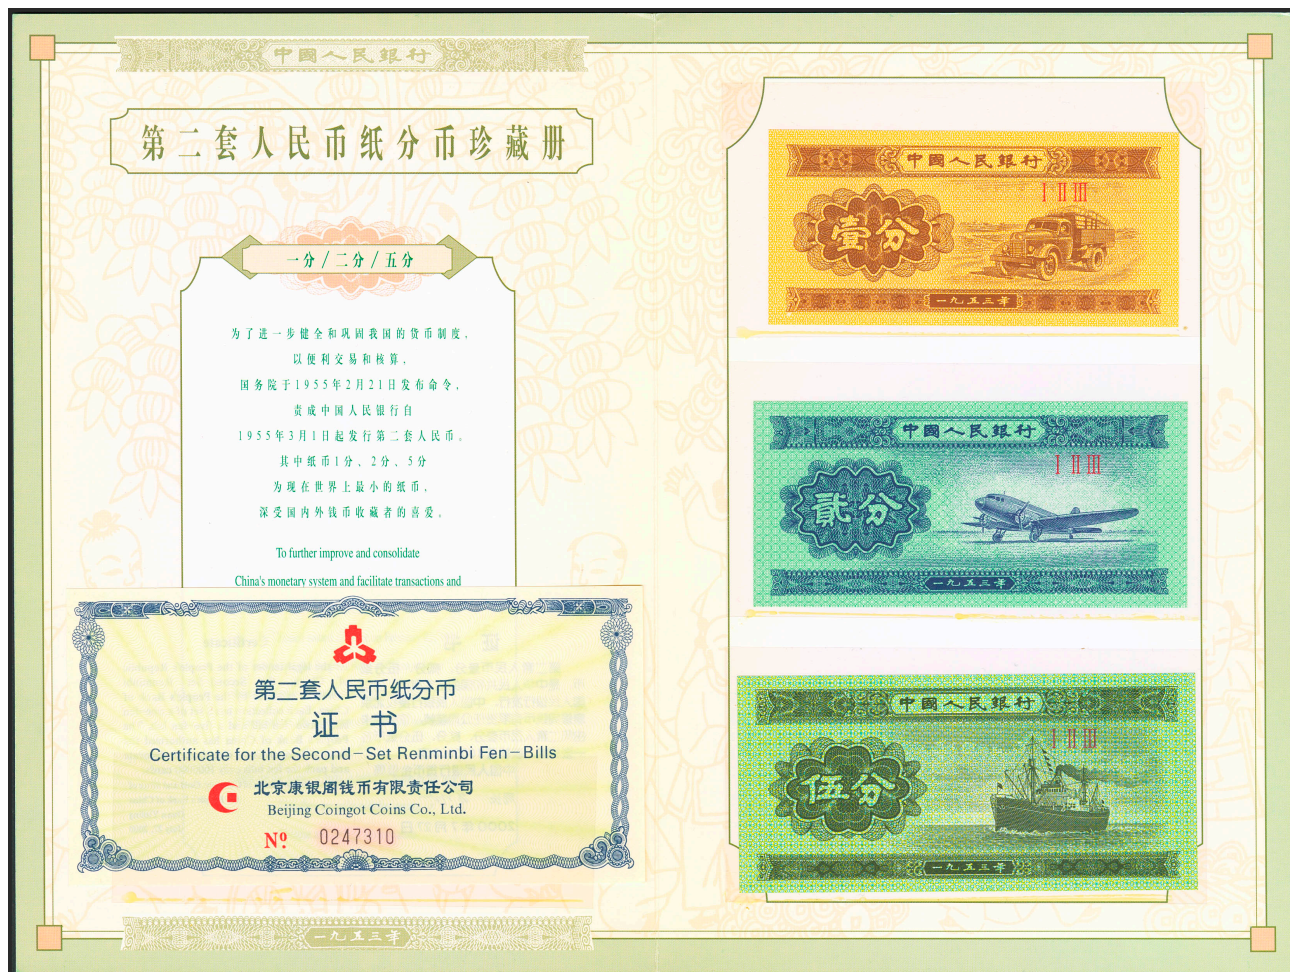 中國人民銀行
第二套人民币纸分币珍藏册
一分/二分/五分
为了进一步健全和巩固我国的货币制度，
以便利交易和核算，
国务院于1955年2月21日发布命令，
责成中国人民银行自
1955年3月1日起发行第二套人民币。
其中纸币1分、2分、5分
为现在世界上最小的纸币，
深受国内外钱币收藏者的喜爱。
To further improve and consolidate
China's monetary system and facilitate transactions and
第二套人民币纸分币
证书
Certificate for the Second-Set Renminbi Fen-Bills
北京康银阁钱币有限责任公司
Beijing Coingot Coins Co., Ltd.
Nº 0247310
一九五三年
中國人民銀行
I II III
壹分
一九五三年
中國人民銀行
I II III
貳分
一九五三年
中國人民銀行
I II III
伍分
一九五三年